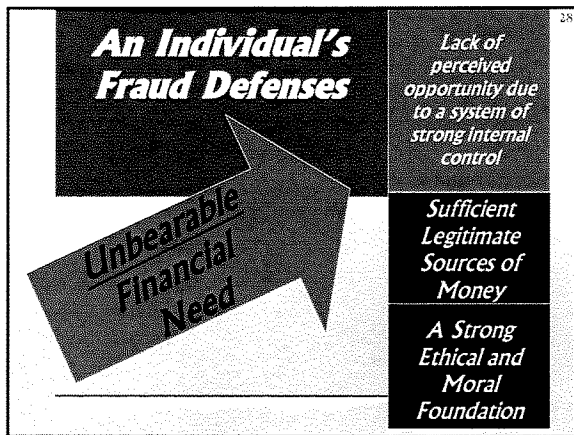 28
An Individual's
Fraud Defenses
Unbearable
Financial
Need
Lack of
perceived
opportunity due
to a system of
strong internal
control
Sufficient
Legitimate
Sources of
Money
A Strong
Ethical and
Moral
Foundation